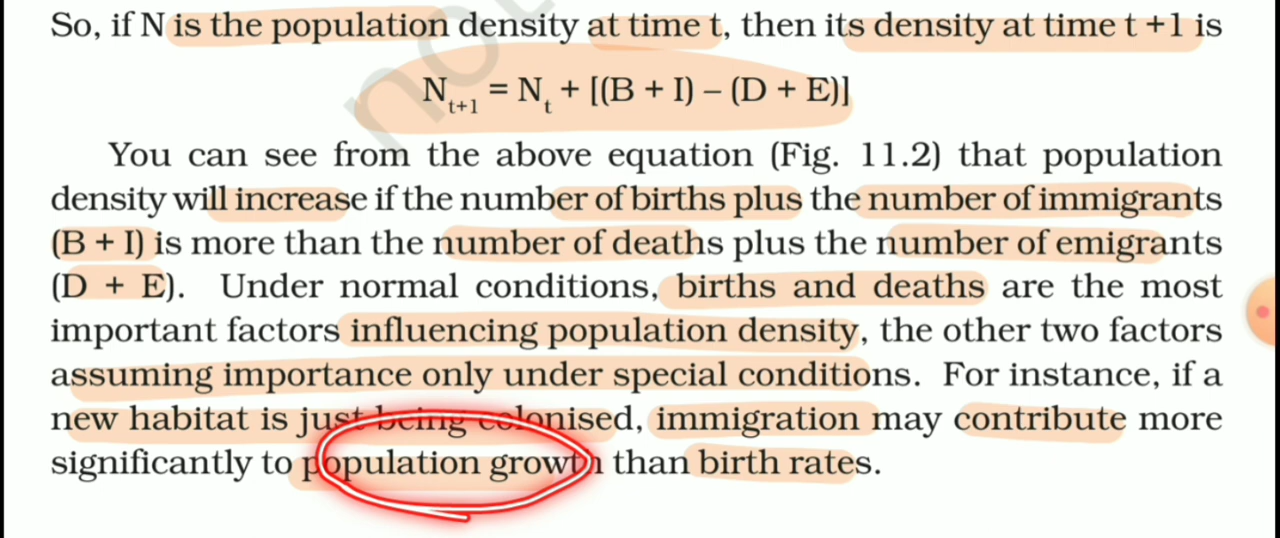 So, if N is the population density at time t, then its density at time t +1 is
Nₜ₊₁ = Nₜ + [(B + I) – (D + E)]
You can see from the above equation (Fig. 11.2) that population
density will increase if the number of births plus the number of immigrants
(B + I) is more than the number of deaths plus the number of emigrants
(D + E). Under normal conditions, births and deaths are the most
important factors influencing population density, the other two factors
assuming importance only under special conditions. For instance, if a
new habitat is just being colonised, immigration may contribute more
significantly to population growth than birth rates.